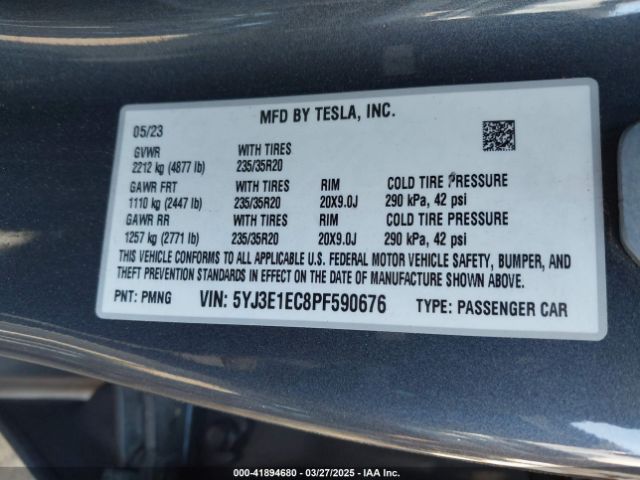 MFD BY TESLA, INC.
05/23
GVWR WITH TIRES
2212 kg (4877 lb) 235/35R20
GAWR FRT WITH TIRES RIM COLD TIRE PRESSURE
1110 kg (2447 lb) 235/35R20 20X9.0J 290 kPa, 42 psi
GAWR RR WITH TIRES RIM COLD TIRE PRESSURE
1257 kg (2771 lb) 235/35R20 20X9.0J 290 kPa, 42 psi
THIS VEHICLE CONFORMS TO ALL APPLICABLE U.S. FEDERAL MOTOR VEHICLE SAFETY, BUMPER, AND
THEFT PREVENTION STANDARDS IN EFFECT ON THE DATE OF MANUFACTURE SHOWN ABOVE.
PNT: PMNG VIN: 5YJ3E1EC8PF590676 TYPE: PASSENGER CAR
000-41894680 | 03/27/2025 | IAA Inc.